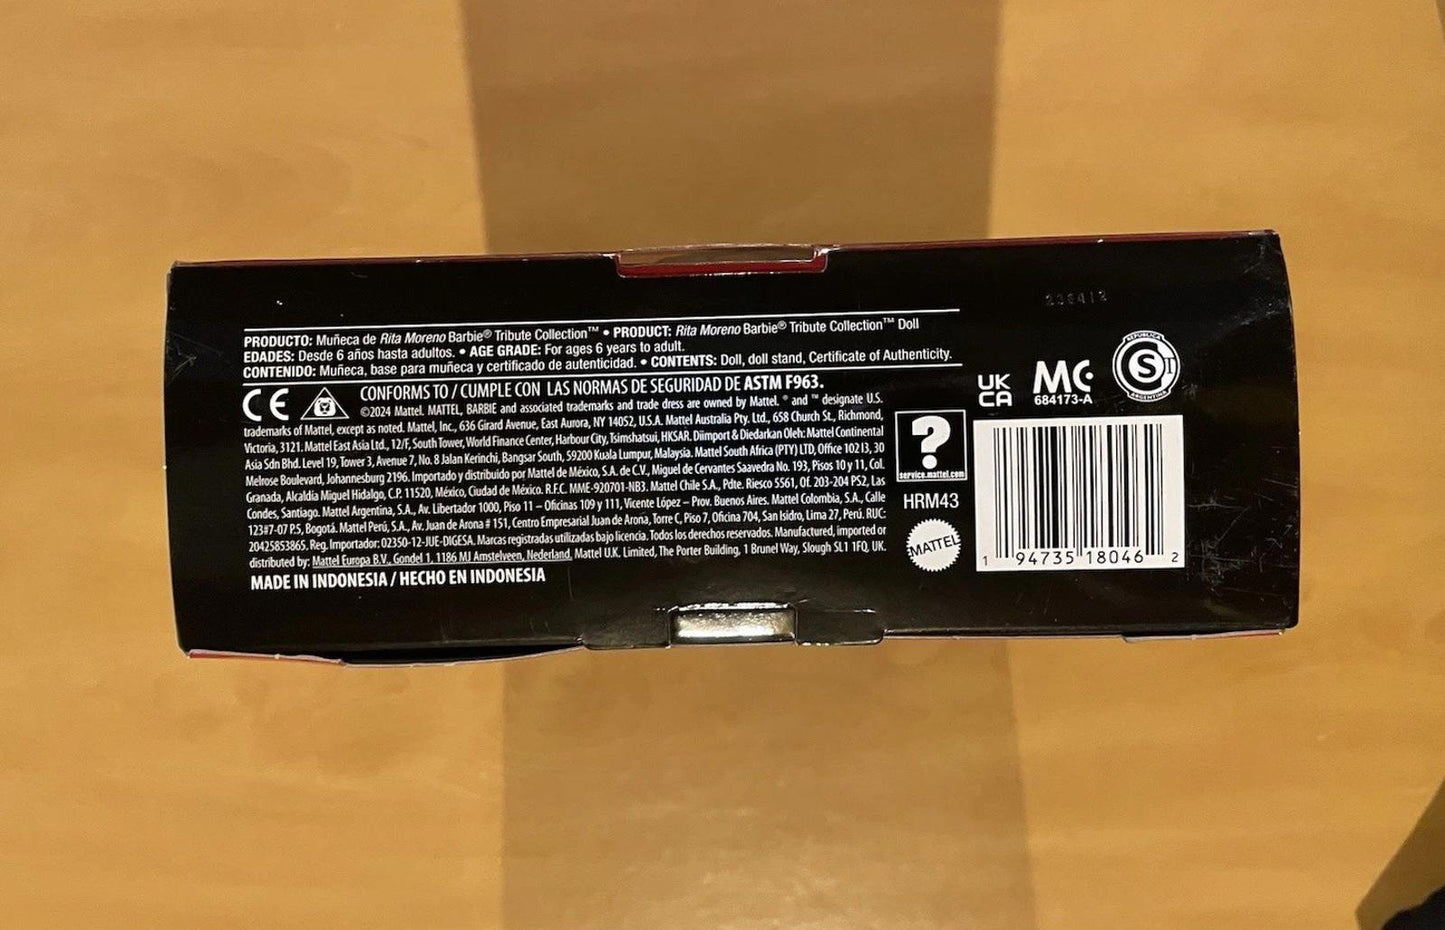 PRODUCTO: Muñeca de Rita Moreno Barbie® Tribute Collection™ • PRODUCT: Rita Moreno Barbie® Tribute Collection™ Doll
EDADES: Desde 6 años hasta adultos. • AGE GRADE: For ages 6 years to adult.
CONTENIDO: Muñeca, base para muñeca y certificado de autenticidad. • CONTENTS: Doll, doll stand, Certificate of Authenticity.
CE
CONFORMS TO / CUMPLE CON LAS NORMAS DE SEGURIDAD DE ASTM F963.
©2024 Mattel. MATTEL, BARBIE and associated trademarks and trade dress are owned by Mattel. ® and ™ designate U.S.
trademarks of Mattel, except as noted. Mattel, Inc., 636 Girard Avenue, East Aurora, NY 14052, U.S.A. Mattel Australia Pty. Ltd., 658 Church St., Richmond,
Victoria, 3121. Mattel East Asia Ltd., 12/F, South Tower, World Finance Center, Harbour City, Tsimshatsui, HKSAR. Diimport & Diedarkan Oleh: Mattel Continental
Asia Sdn Bhd. Level 19, Tower 3, Avenue 7, No. 8 Jalan Kerinchi, Bangsar South, 59200 Kuala Lumpur, Malaysia. Mattel South Africa (PTY) LTD, Office 102 I3, 30
Melrose Boulevard, Johannesburg 2196. Importado y distribuido por Mattel de México, S.A. de C.V., Miguel de Cervantes Saavedra No. 193, Pisos 10 y 11, Col.
Granada, Alcaldía Miguel Hidalgo, C.P. 11520, México, Ciudad de México. R.F.C. MME-920701-NB3. Mattel Chile S.A., Pdte. Riesco 5561, Of. 203-204 PS2, Las
Condes, Santiago. Mattel Argentina, S.A., Av. Libertador 1000, Piso 11 – Oficinas 109 y 111, Vicente López – Prov. Buenos Aires. Mattel Colombia, S.A., Calle
123#7-07 P.5, Bogotá. Mattel Perú, S.A., Av. Juan de Arona # 151, Centro Empresarial Juan de Arona, Torre C, Piso 7, Oficina 704, San Isidro, Lima 27, Perú. RUC:
20425853865. Reg. Importador: 02350-12-JUE-DIGESA. Marcas registradas utilizadas bajo licencia. Todos los derechos reservados. Manufactured, imported or
distributed by: Mattel Europa B.V., Gondel 1, 1186 MJ Amstelveen, Nederland. Mattel U.K. Limited, The Porter Building, 1 Brunel Way, Slough SL1 1FQ, UK.
MADE IN INDONESIA / HECHO EN INDONESIA
?
service.mattel.com
HRM43
MATTEL
UK
CA
MC
684173-A
REPUBLICA
S
ARGENTINA
1 94735 18046 2